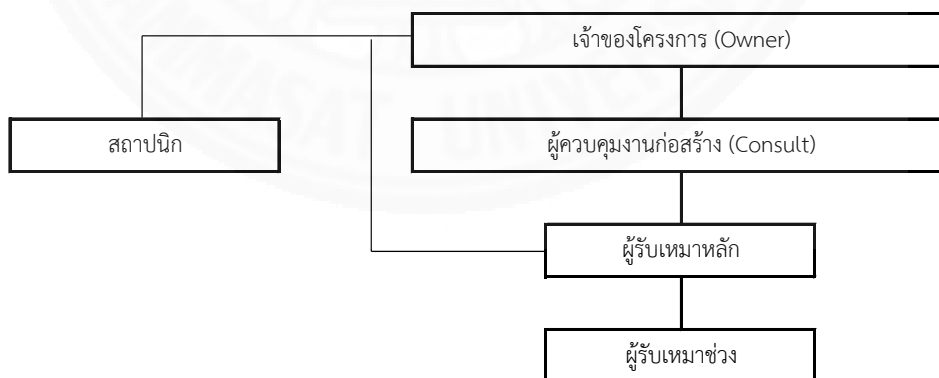 เจ้าของโครงการ (Owner)
สถาปนิก
ผู้ควบคุมงานก่อสร้าง (Consult)
ผู้รับเหมาหลัก
ผู้รับเหมาช่วง